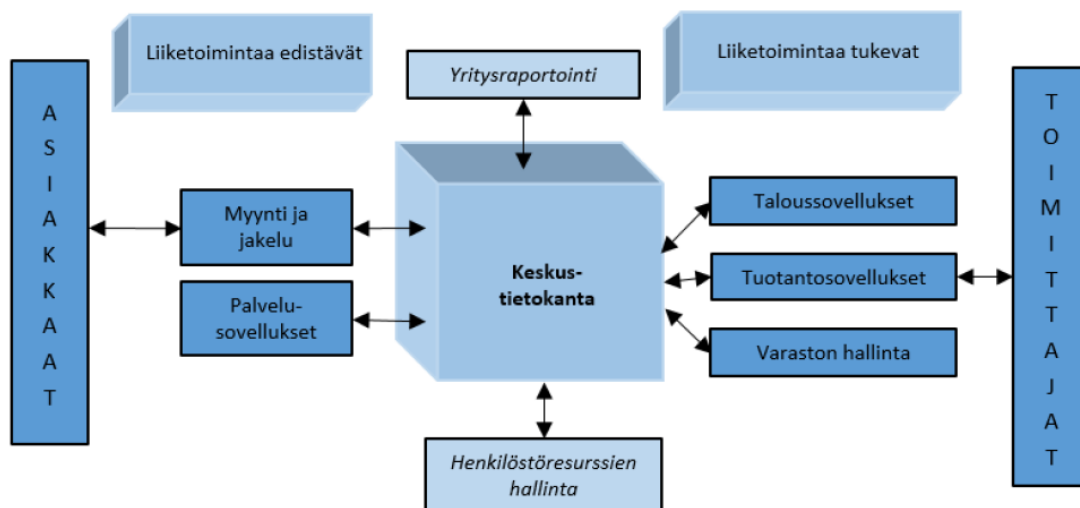 Liiketoimintaa edistävät
Liiketoimintaa tukevat
Yritysraportointi
A
S
I
A
K
K
A
A
T
Myynti ja
jakelu
Palvelu-
sovellukset
Keskus-
tietokanta
Taloussovellukset
Tuotantosovellukset
Varaston hallinta
Henkilöstöresurssien
hallinta
T
O
I
M
I
T
T
A
J
A
T